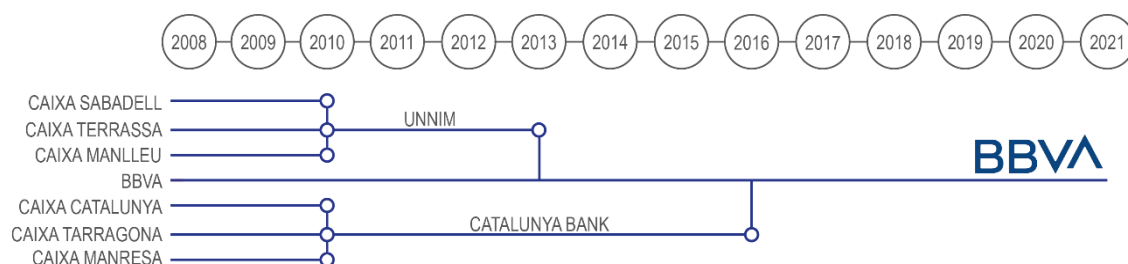 2008 2009 2010 2011 2012 2013 2014 2015 2016 2017 2018 2019 2020 2021
CAIXA SABADELL
UNNIM
CAIXA TERRASSA
CAIXA MANLLEU
BBVA
BBVA
CAIXA CATALUNYA
CATALUNYA BANK
CAIXA TARRAGONA
CAIXA MANRESA